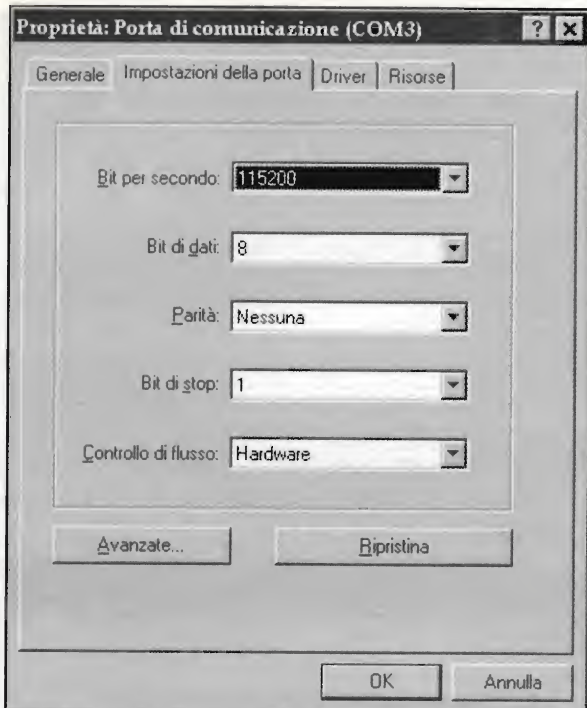 Proprietà: Porta di comunicazione (COM3)
Generale Impostazioni della porta Driver Risorse
Bit per secondo: 115200
Bit di dati: 8
Parità: Nessuna
Bit di stop: 1
Controllo di flusso: Hardware
Avanzate... Ripristina
OK Annulla